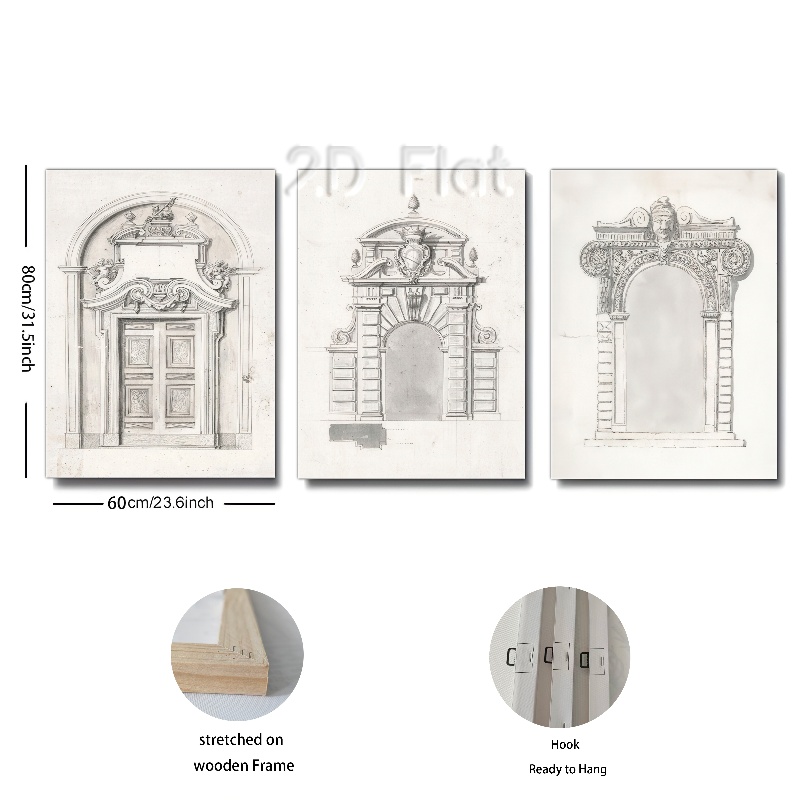 2D Flat
80cm/31.5inch
60cm/23.6inch
stretched on
wooden Frame
Hook
Ready to Hang